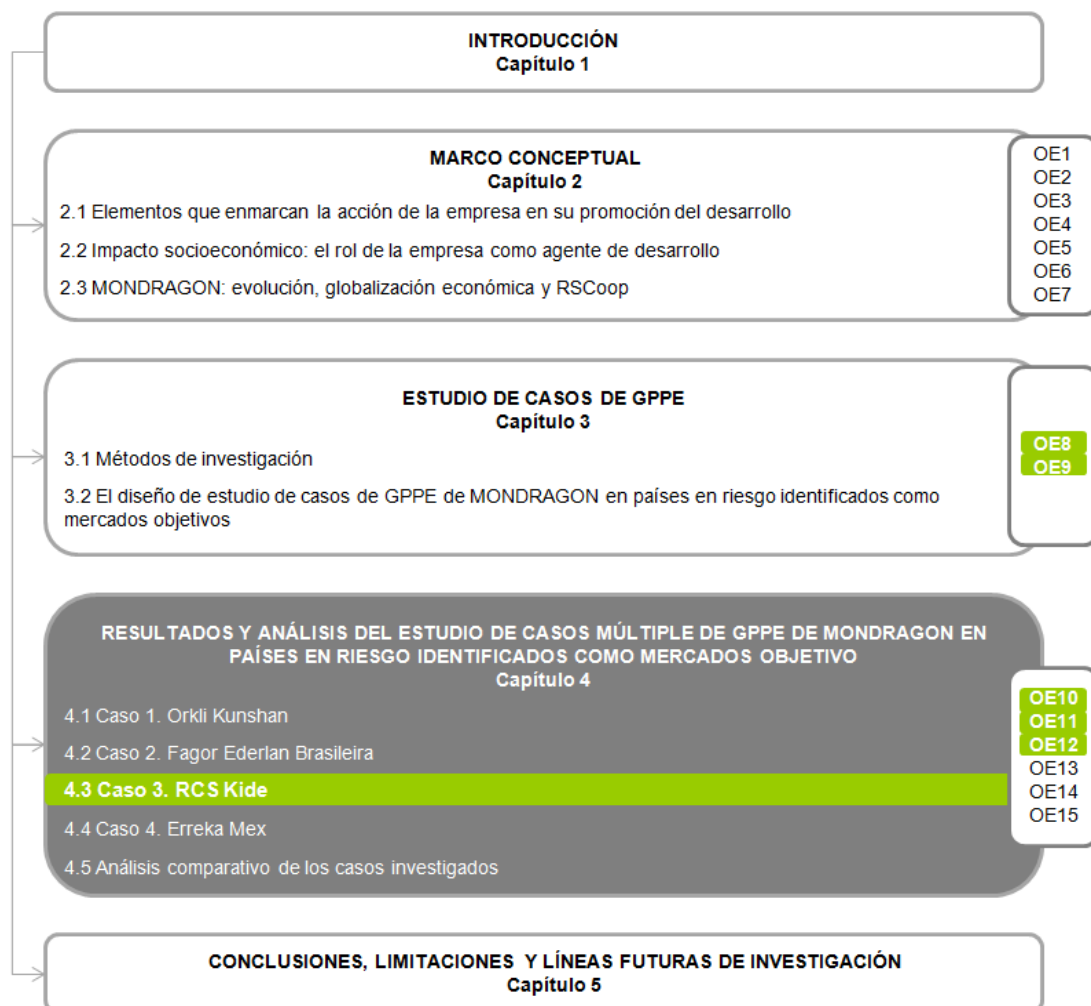 INTRODUCCIÓN
Capítulo 1
MARCO CONCEPTUAL
Capítulo 2
2.1 Elementos que enmarcan la acción de la empresa en su promoción del desarrollo
2.2 Impacto socioeconómico: el rol de la empresa como agente de desarrollo
2.3 MONDRAGON: evolución, globalización económica y RSCoop
OE1
OE2
OE3
OE4
OE5
OE6
OE7
ESTUDIO DE CASOS DE GPPE
Capítulo 3
3.1 Métodos de investigación
3.2 El diseño de estudio de casos de GPPE de MONDRAGON en países en riesgo identificados como
mercados objetivos
OE8
OE9
RESULTADOS Y ANÁLISIS DEL ESTUDIO DE CASOS MÚLTIPLE DE GPPE DE MONDRAGON EN
PAÍSES EN RIESGO IDENTIFICADOS COMO MERCADOS OBJETIVO
Capítulo 4
4.1 Caso 1. Orkli Kunshan
4.2 Caso 2. Fagor Ederlan Brasileira
4.3 Caso 3. RCS Kide
4.4 Caso 4. Erreka Mex
4.5 Análisis comparativo de los casos investigados
OE10
OE11
OE12
OE13
OE14
OE15
CONCLUSIONES, LIMITACIONES Y LÍNEAS FUTURAS DE INVESTIGACIÓN
Capítulo 5